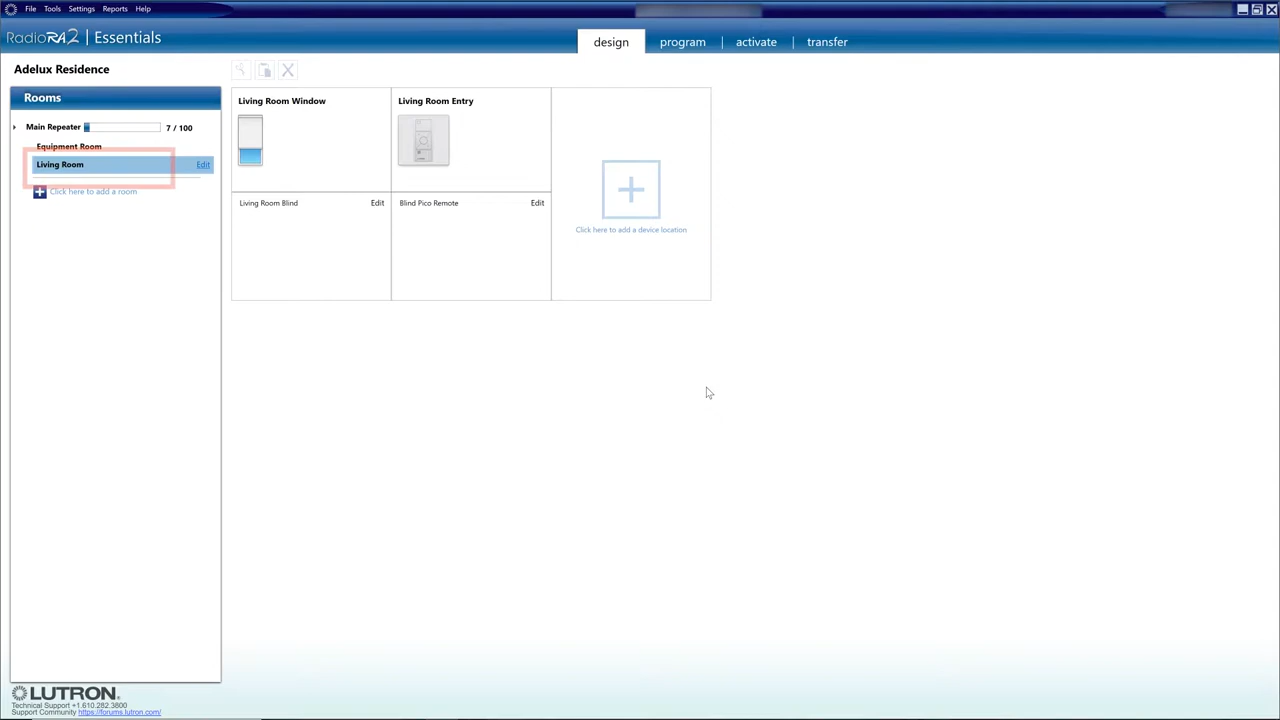 File Tools Settings Reports Help
RadioRA2 | Essentials
design
program
activate
transfer
Adelux Residence
Rooms
Main Repeater 7 / 100
Equipment Room
Living Room Edit
Click here to add a room
Living Room Window
Living Room Entry
Living Room Blind Edit
Blind Pico Remote Edit
Click here to add a device location
LUTRON.
Technical Support +1.610.282.3800
Support Community https://forums.lutron.com/